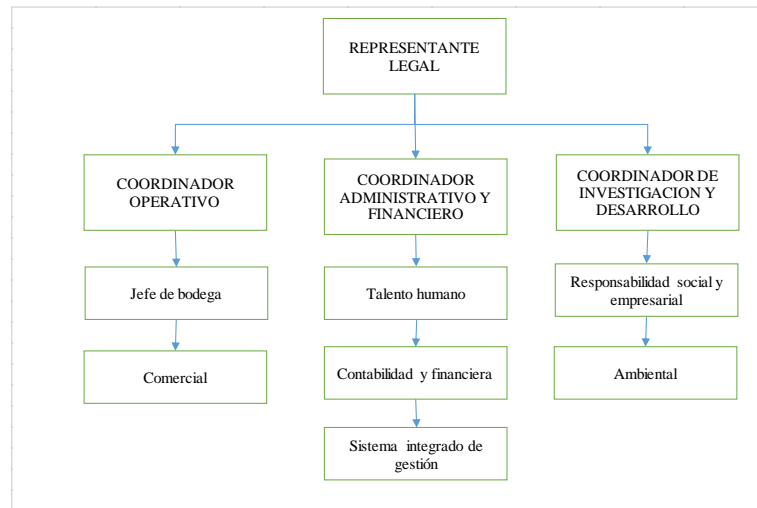 REPRESENTANTE
LEGAL
COORDINADOR
OPERATIVO
COORDINADOR
ADMINISTRATIVO Y
FINANCIERO
COORDINADOR DE
INVESTIGACION Y
DESARROLLO
Jefe de bodega
Talento humano
Responsabilidad social y
empresarial
Comercial
Contabilidad y financiera
Ambiental
Sistema integrado de
gestión